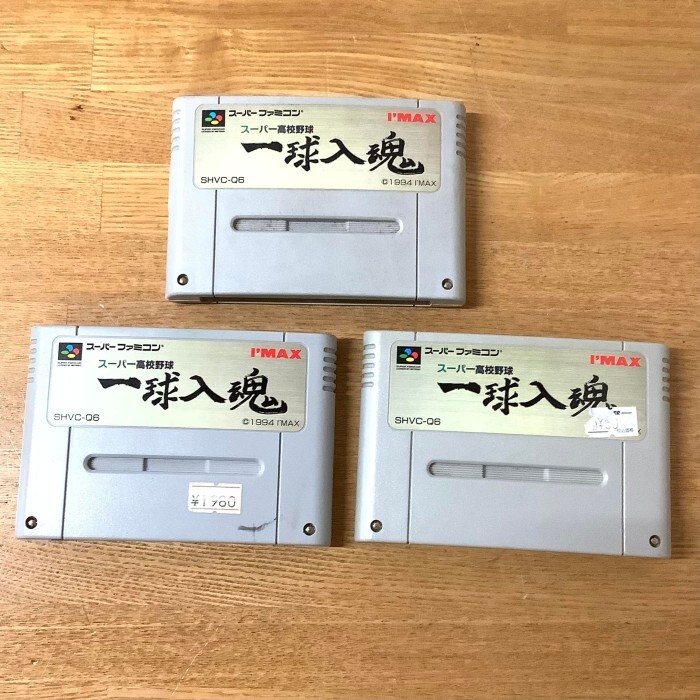 スーパーファミコン
I'MAX
スーパー高校野球
一球入魂
SHVC-Q6
©1994 I'MAX
スーパーファミコン
I'MAX
スーパー高校野球
一球入魂
SHVC-Q6
©1994 I'MAX
¥1980
スーパーファミコン
I'MAX
スーパー高校野球
一球入魂
SHVC-Q6